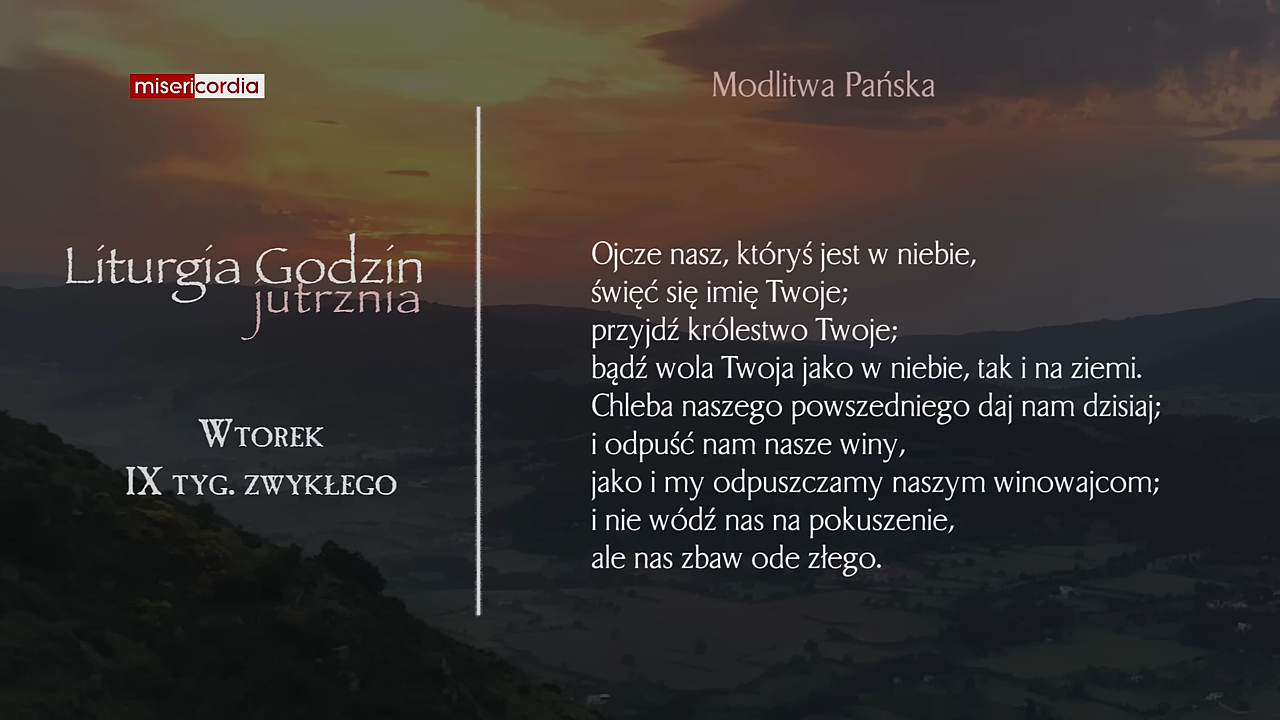 misericordia
Liturgia Godzin
jutrznia
Wtorek
IX tyg. zwykłego
Modlitwa Pańska
Ojcze nasz, któryś jest w niebie,
święć się imię Twoje;
przyjdź królestwo Twoje;
bądź wola Twoja jako w niebie, tak i na ziemi.
Chleba naszego powszedniego daj nam dzisiaj;
i odpuść nam nasze winy,
jako i my odpuszczamy naszym winowajcom;
i nie wódź nas na pokuszenie,
ale nas zbaw ode złego.